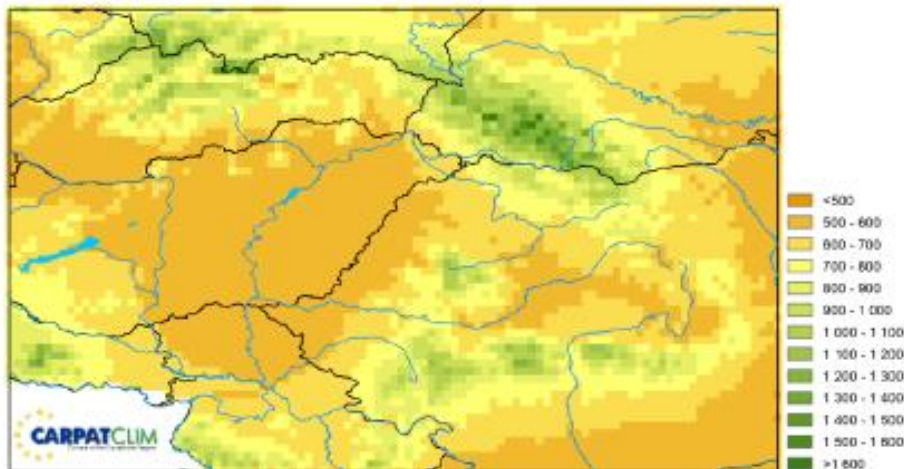 CARPATCLIM
<500
500 - 600
600 - 700
700 - 800
800 - 900
900 - 1 000
1 000 - 1 100
1 100 - 1 200
1 200 - 1 300
1 300 - 1 400
1 400 - 1 500
1 500 - 1 600
>1 600